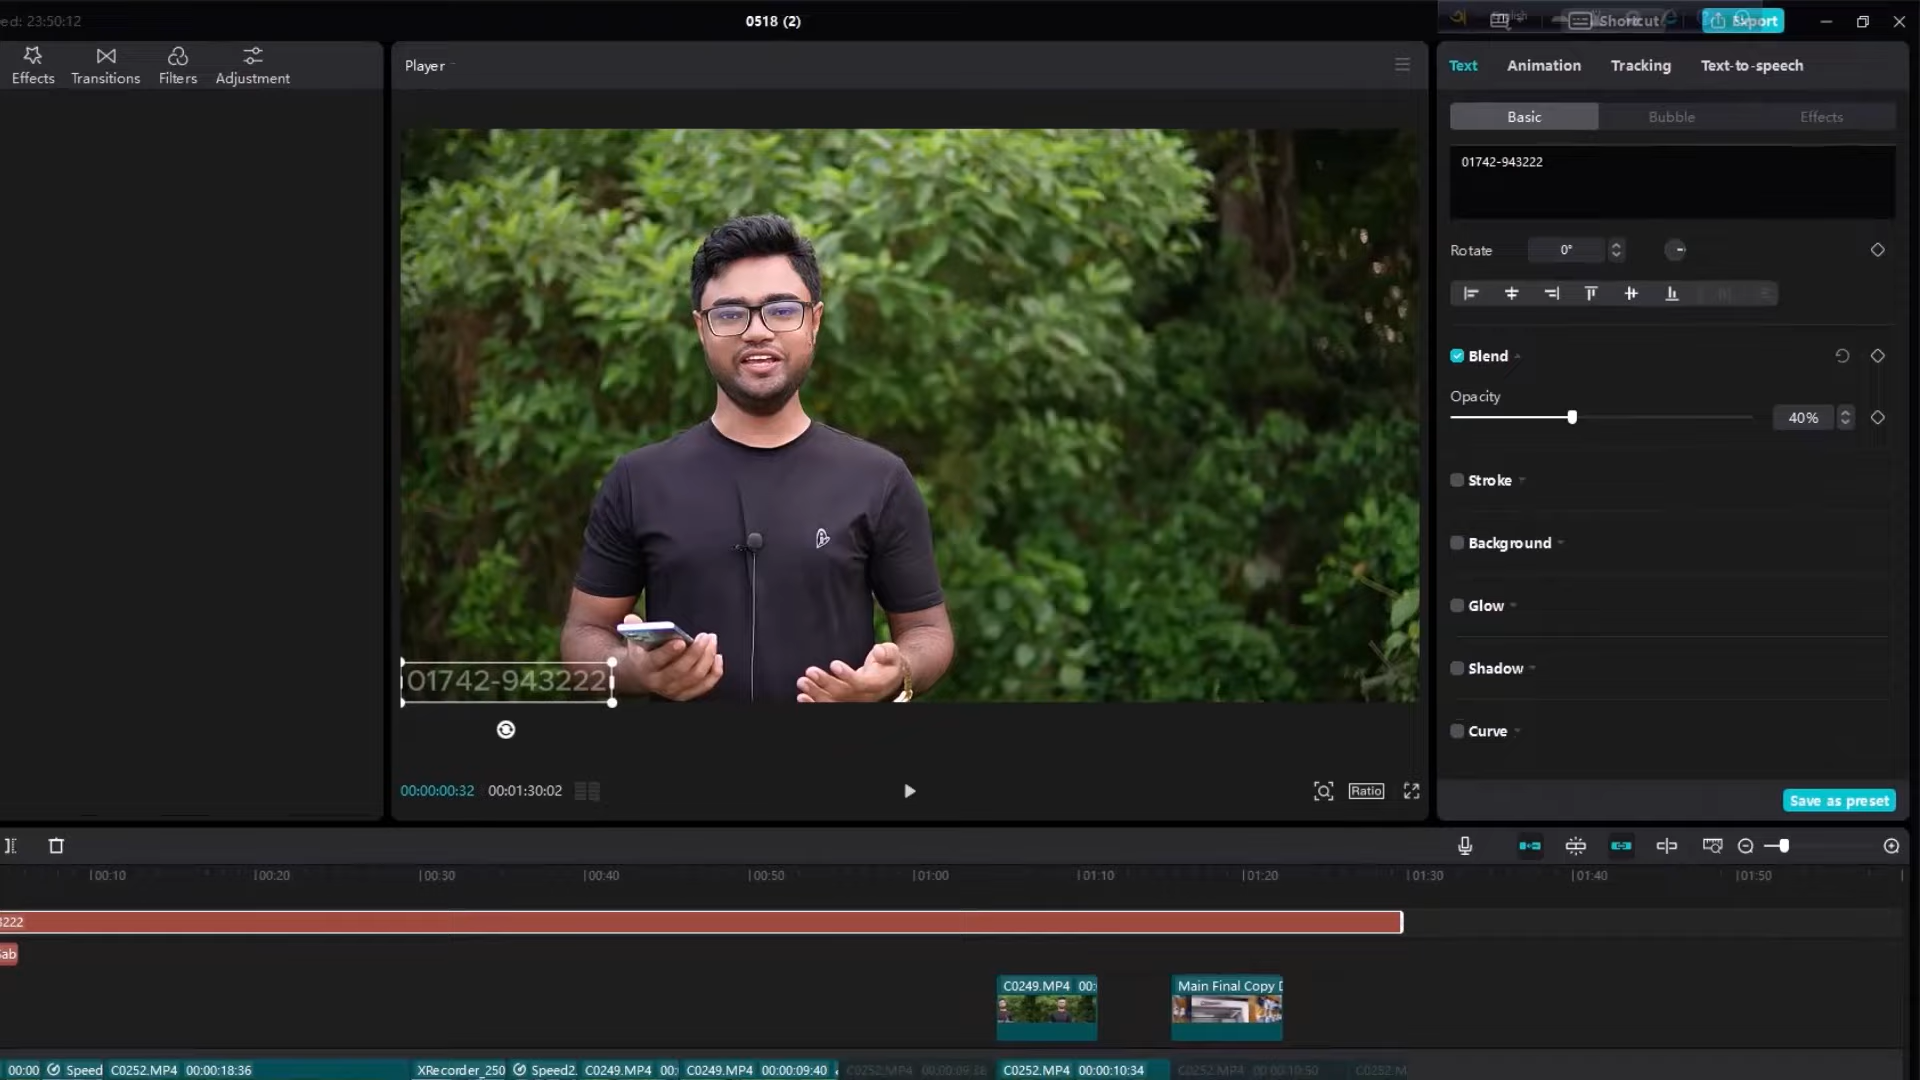 ed: 23:50:12
0518 (2)
Shortcut
Export
Effects
Transitions
Filters
Adjustment
Player
Text
Animation
Tracking
Text-to-speech
Basic
Bubble
Effects
01742-943222
Rotate
0°
Blend
Opacity
40%
Stroke
Background
Glow
Shadow
Curve
01742-943222
00:00:00:32
00:01:30:02
Ratio
Save as preset
00:10
00:20
00:30
00:40
00:50
01:00
01:10
01:20
01:30
01:40
01:50
3222
Gab
C0249.MP4 00:
Main Final Copy
00:00
Speed
C0252.MP4 00:00:18:36
XRecorder_250
Speed2.
C0249.MP4 00:
C0249.MP4 00:00:09:40
C0252.MP4 00:00:09:38
C0252.MP4 00:00:10:34
C0252.MP4 00:00:10:50
C0252.M